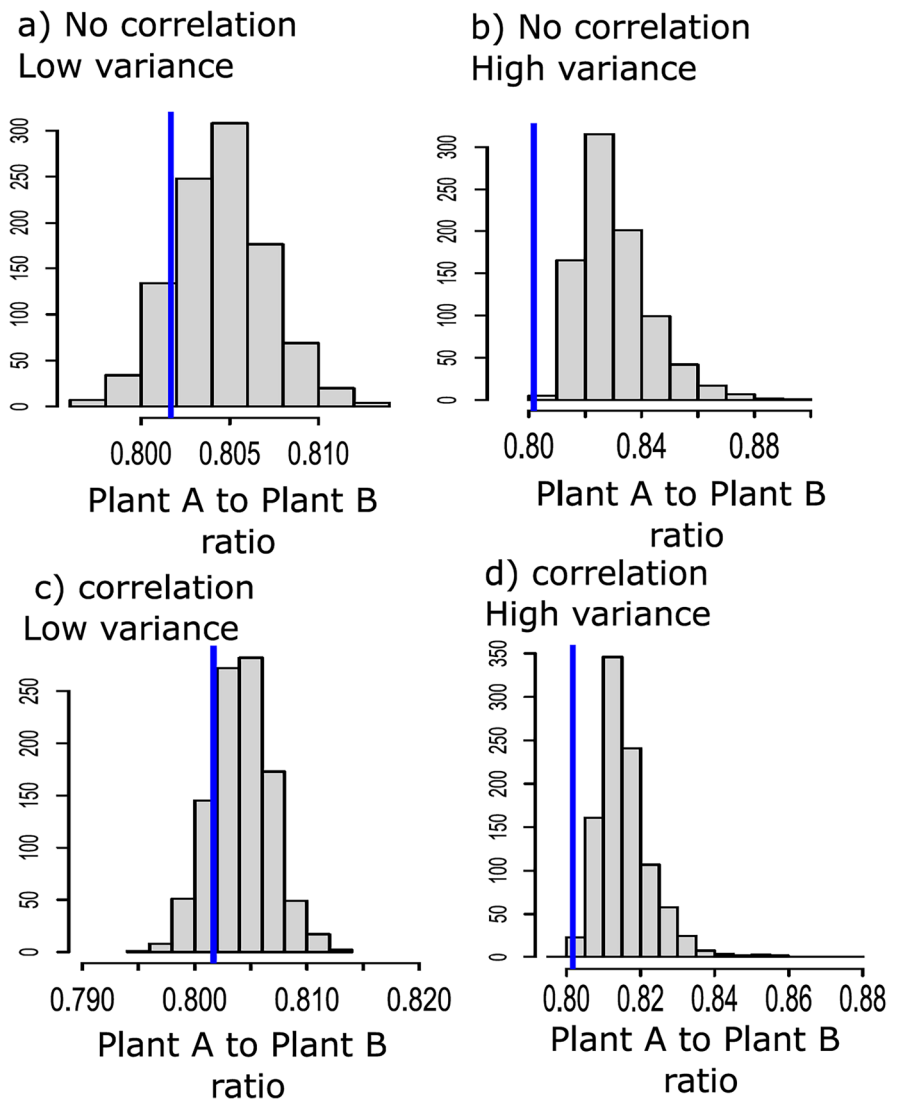 a) No correlation
Low variance
300
250
200
150
100
50
0
0.800 0.805 0.810
Plant A to Plant B
ratio
b) No correlation
High variance
300
250
200
150
100
50
0
0.80 0.84 0.88
Plant A to Plant B
ratio
c) correlation
Low variance
250
200
150
100
50
0
0.790 0.800 0.810 0.820
Plant A to Plant B
ratio
d) correlation
High variance
350
300
250
200
150
100
50
0
0.80 0.82 0.84 0.86 0.88
Plant A to Plant B
ratio